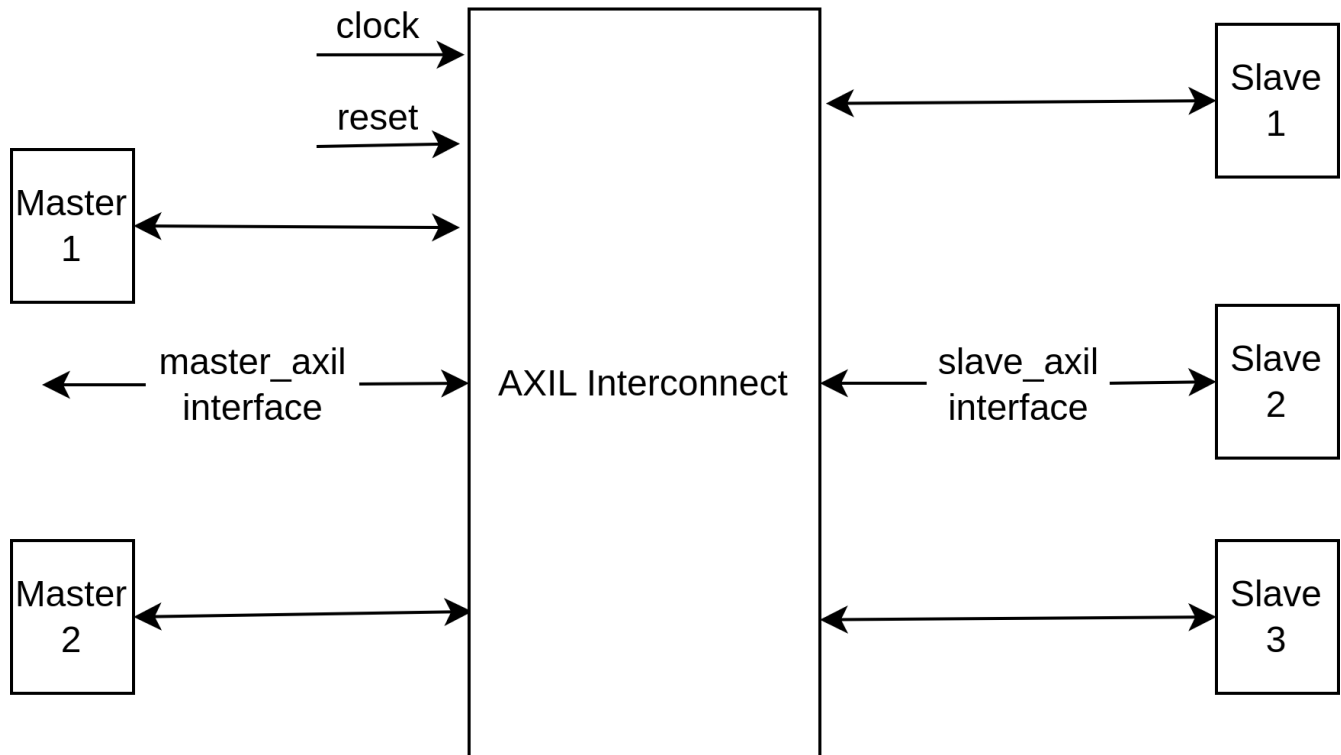 clock
reset
Master
1
master_axil
interface
Master
2
AXIL Interconnect
slave_axil
interface
Slave
1
Slave
2
Slave
3